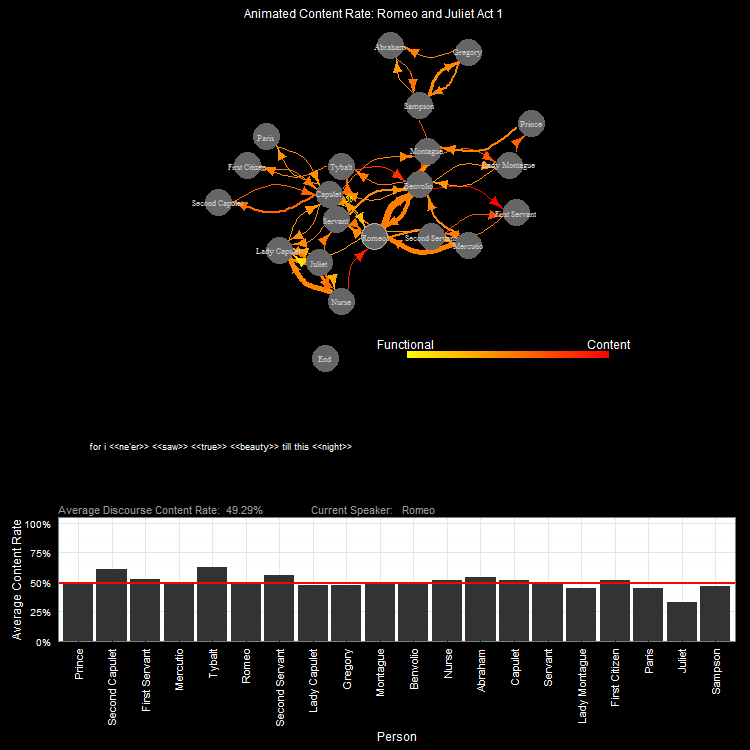 Animated Content Rate: Romeo and Juliet Act 1
Abraham
Gregory
Sampson
Prince
Paris
Montague
First Citizen
Tybalt
Lady Montague
Benvolio
Capulet
Second Capulet
First Servant
Servant
Romeo
Second Servant
Mercutio
Lady Capulet
Juliet
Nurse
Functional Content
End
for i <<ne'er>> <<saw>> <<true>> <<beauty>> till this <<night>>
Average Discourse Content Rate: 49.29% Current Speaker: Romeo
Average Content Rate
100%
75%
50%
25%
0%
Prince
Second Capulet
First Servant
Mercutio
Tybalt
Romeo
Second Servant
Lady Capulet
Gregory
Montague
Benvolio
Nurse
Abraham
Capulet
Servant
Lady Montague
First Citizen
Paris
Juliet
Sampson
Person